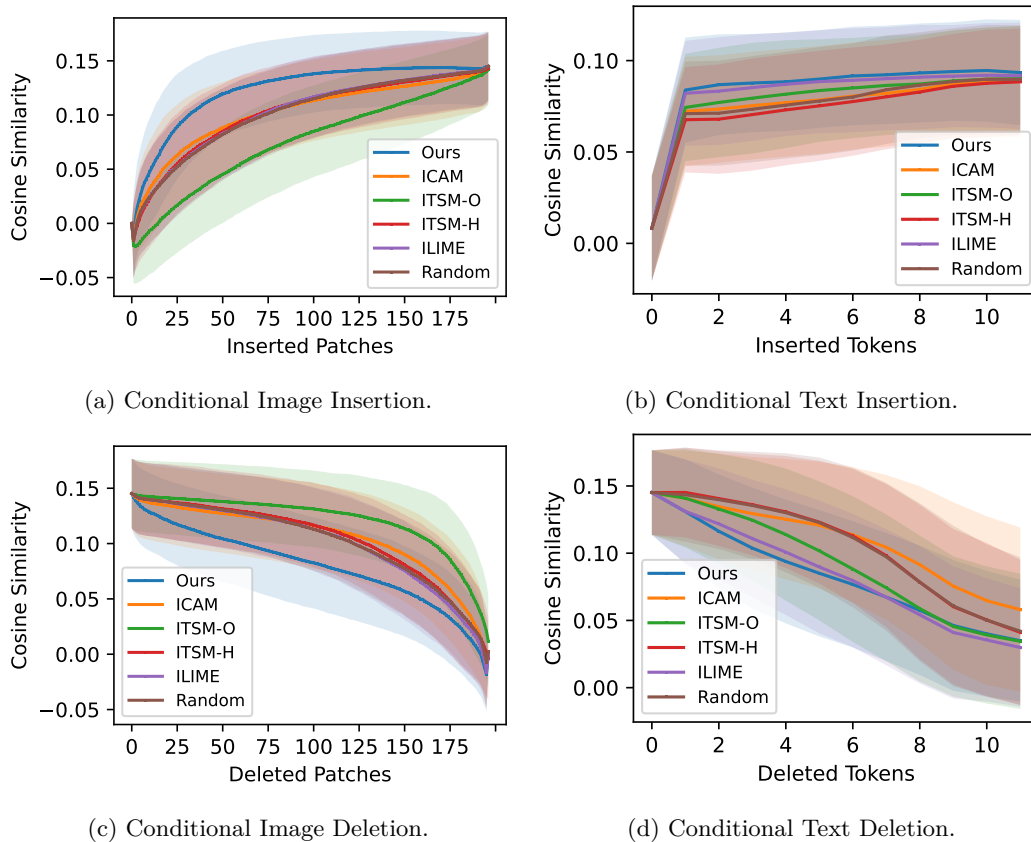 0.15
0.10
0.05
0.00
−0.05
Cosine Similarity
Ours
ICAM
ITSM-O
ITSM-H
ILIME
Random
0 25 50 75 100 125 150 175
Inserted Patches
(a) Conditional Image Insertion.
0.10
0.05
0.00
Cosine Similarity
Ours
ICAM
ITSM-O
ITSM-H
ILIME
Random
0 2 4 6 8 10
Inserted Tokens
(b) Conditional Text Insertion.
0.15
0.10
0.05
0.00
−0.05
Cosine Similarity
Ours
ICAM
ITSM-O
ITSM-H
ILIME
Random
0 25 50 75 100 125 150 175
Deleted Patches
(c) Conditional Image Deletion.
0.15
0.10
0.05
0.00
Cosine Similarity
Ours
ICAM
ITSM-O
ITSM-H
ILIME
Random
0 2 4 6 8 10
Deleted Tokens
(d) Conditional Text Deletion.